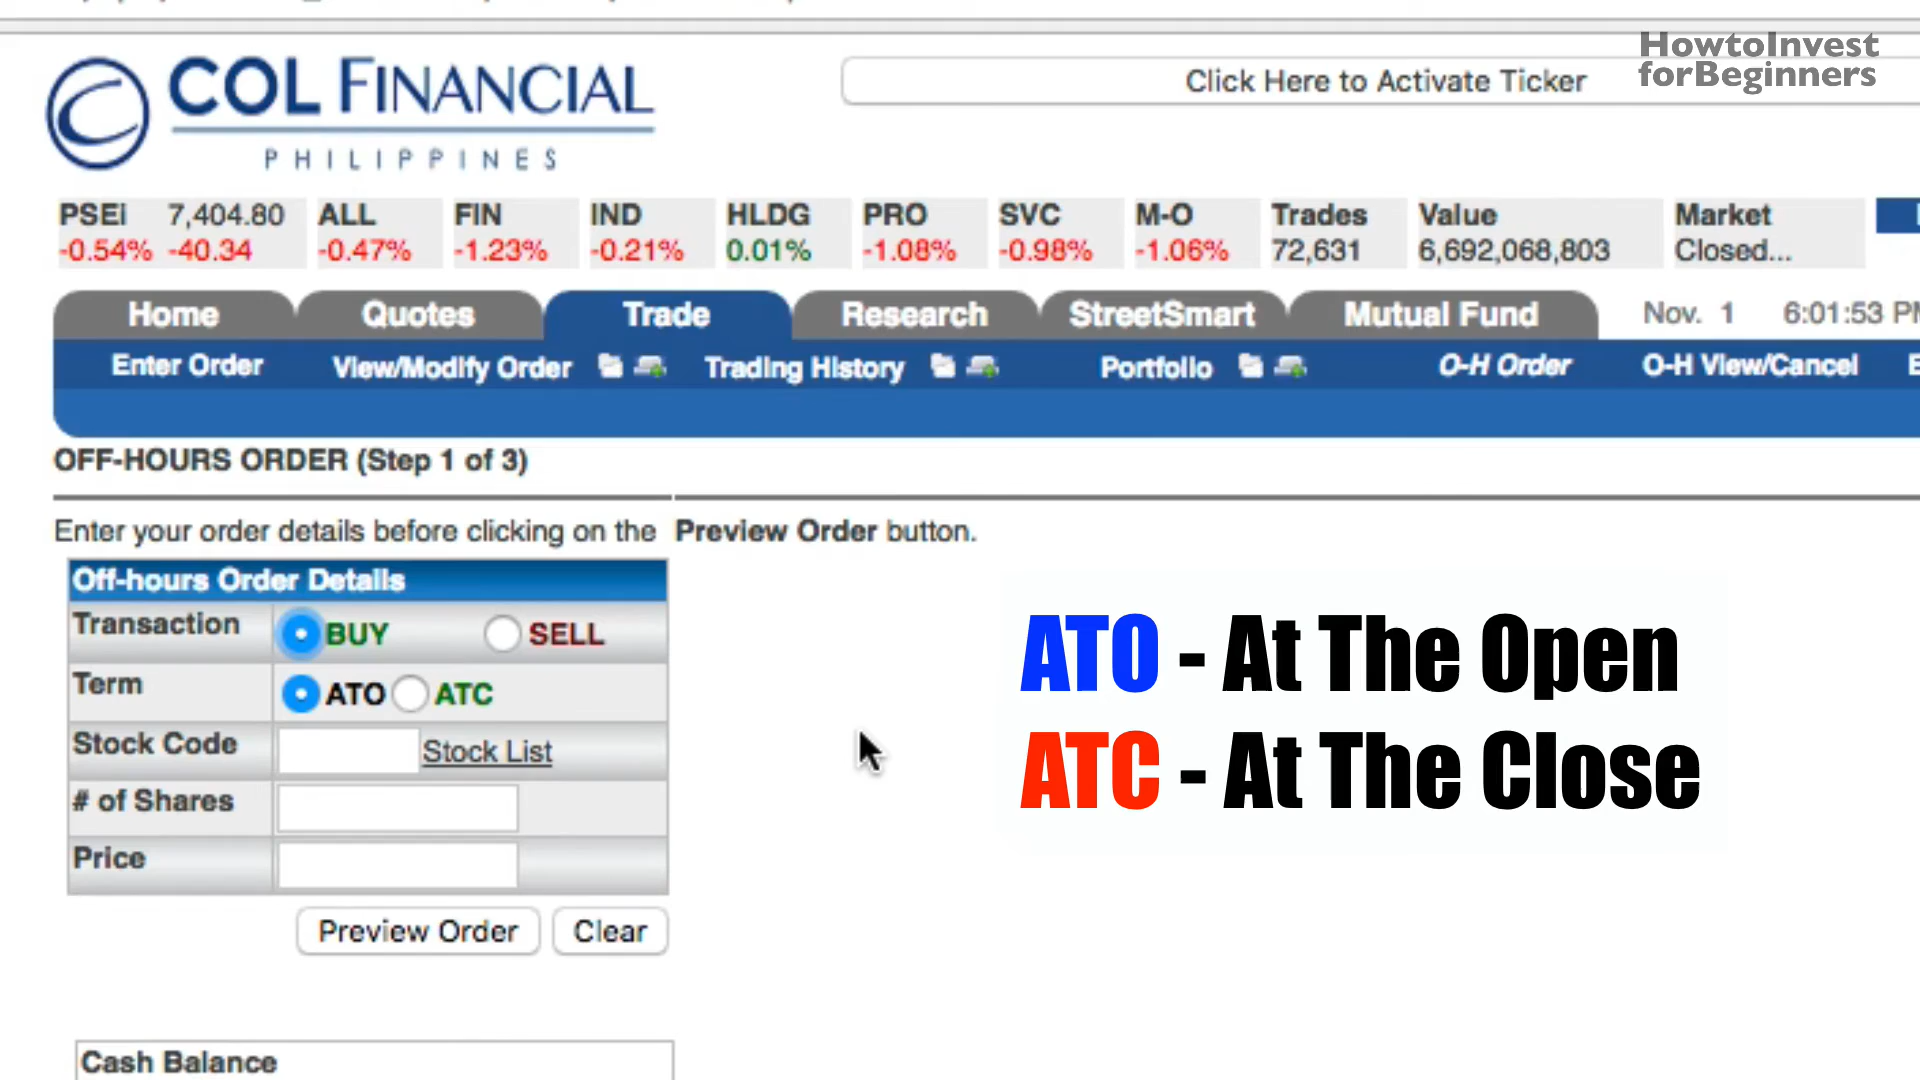 HowtoInvest
forBeginners
COL FINANCIAL
PHILIPPINES
Click Here to Activate Ticker
PSEi 7,404.80 ALL FIN IND HLDG PRO SVC M-O Trades Value Market
-0.54% -40.34 -0.47% -1.23% -0.21% 0.01% -1.08% -0.98% -1.06% 72,631 6,692,068,803 Closed...
Home Quotes Trade Research StreetSmart Mutual Fund Nov. 1 6:01:53 PM
Enter Order View/Modify Order Trading History Portfolio O-H Order O-H View/Cancel
OFF-HOURS ORDER (Step 1 of 3)
Enter your order details before clicking on the Preview Order button.
Off-hours Order Details
Transaction BUY SELL
Term ATO ATC
Stock Code Stock List
# of Shares
Price
Preview Order Clear
ATO - At The Open
ATC - At The Close
Cash Balance